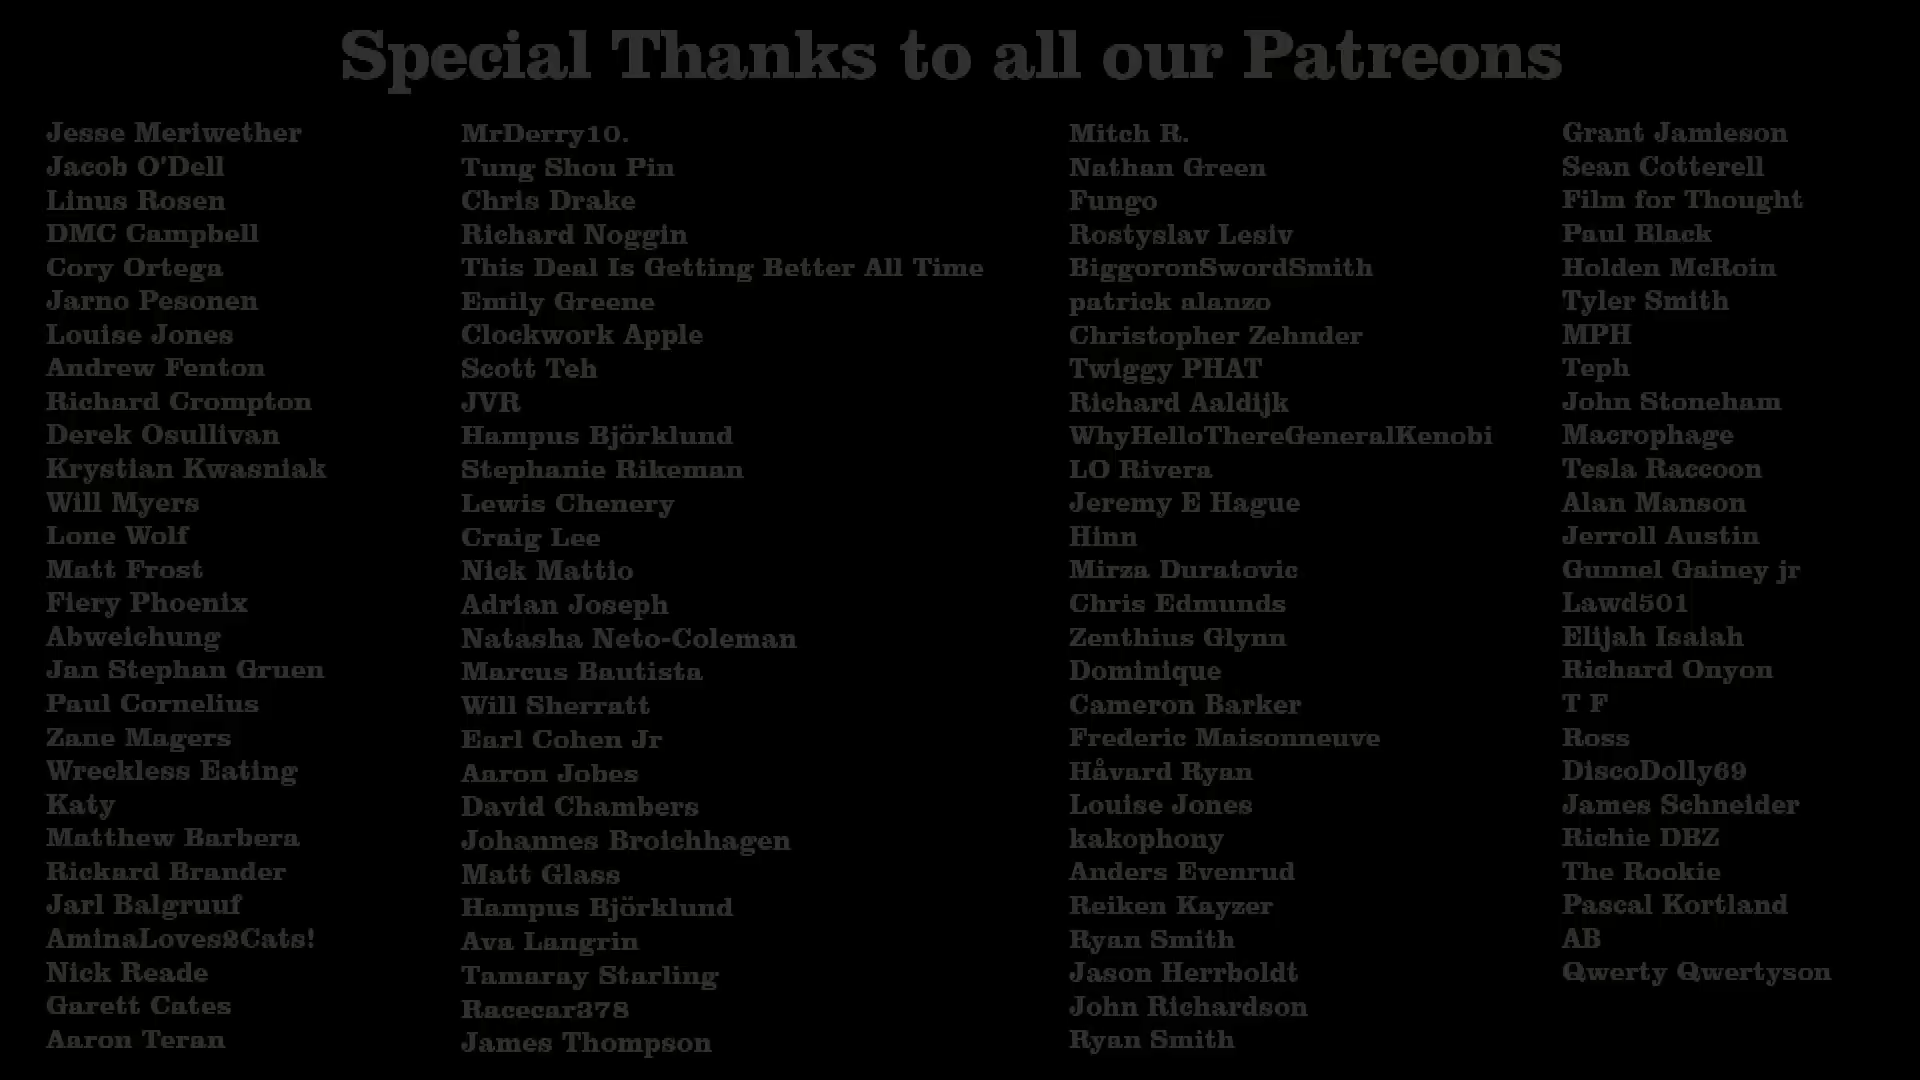 Special Thanks to all our Patreons
Jesse Meriwether
Jacob O'Dell
Linus Rosen
DMC Campbell
Cory Ortega
Jarno Pesonen
Louise Jones
Andrew Fenton
Richard Crompton
Derek Osullivan
Krystian Kwasniak
Will Myers
Lone Wolf
Matt Frost
Fiery Phoenix
Abweichung
Jan Stephan Gruen
Paul Cornelius
Zane Magers
Wreckless Eating
Katy
Matthew Barbera
Rickard Brander
Jarl Balgruuf
AminaLoves2Cats!
Nick Reade
Garett Cates
Aaron Teran
MrDerry10.
Tung Shou Pin
Chris Drake
Richard Noggin
This Deal Is Getting Better All Time
Emily Greene
Clockwork Apple
Scott Teh
JVR
Hampus Björklund
Stephanie Rikeman
Lewis Chenery
Craig Lee
Nick Mattio
Adrian Joseph
Natasha Neto-Coleman
Marcus Bautista
Will Sherratt
Earl Cohen Jr
Aaron Jobes
David Chambers
Johannes Broichhagen
Matt Glass
Hampus Björklund
Ava Langrin
Tamaray Starling
Racecar378
James Thompson
Mitch R.
Nathan Green
Fungo
Rostyslav Lesiv
BiggoronSwordSmith
patrick alanzo
Christopher Zehnder
Twiggy PHAT
Richard Aaldijk
WhyHelloThereGeneralKenobi
LO Rivera
Jeremy E Hague
Hinn
Mirza Duratovic
Chris Edmunds
Zenthius Glynn
Dominique
Cameron Barker
Frederic Maisonneuve
Håvard Ryan
Louise Jones
kakophony
Anders Evenrud
Reiken Kayzer
Ryan Smith
Jason Herrboldt
John Richardson
Ryan Smith
Grant Jamieson
Sean Cotterell
Film for Thought
Paul Black
Holden McRoin
Tyler Smith
MPH
Teph
John Stoneham
Macrophage
Tesla Raccoon
Alan Manson
Jerroll Austin
Gunnel Gainey jr
Lawd501
Elijah Isaiah
Richard Onyon
T F
Ross
DiscoDolly69
James Schneider
Richie DBZ
The Rookie
Pascal Kortland
AB
Qwerty Qwertyson